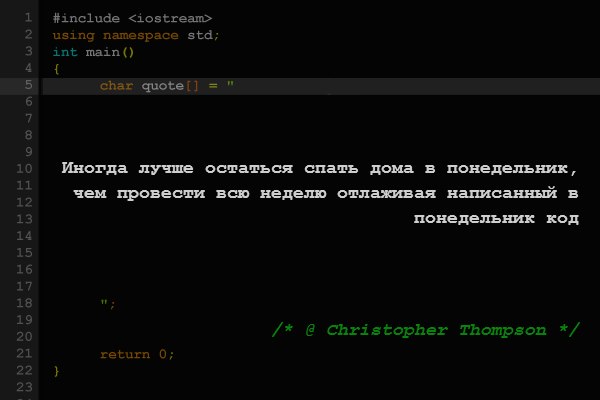 1 #include <iostream>
2 using namespace std;
3 int main()
4 {
5 char quote[] = "
6
7
8
9
10 Иногда лучше остаться спать дома в понедельник,
11 чем провести всю неделю отлаживая написанный в
12
13 понедельник код
14
15
16
17
18 ";
19 /* @ Christopher Thompson */
20
21 return 0;
22 }
23